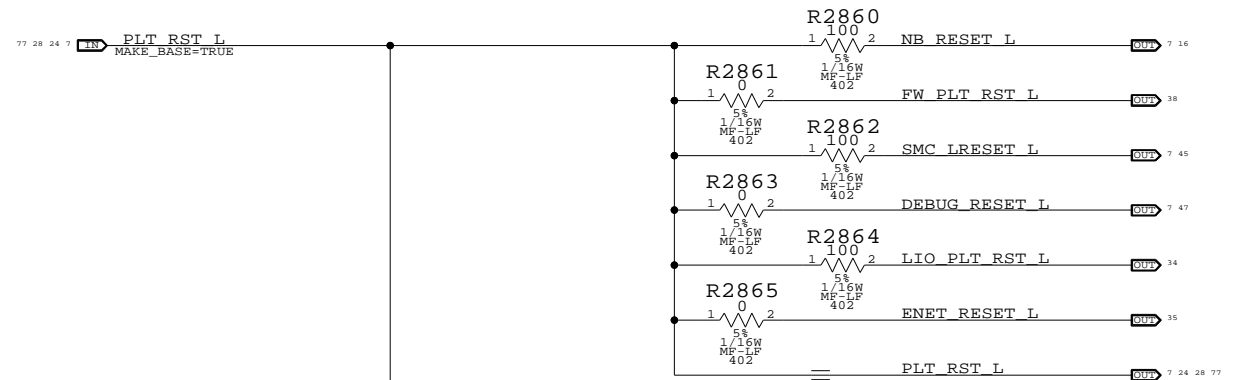 R2860
77 28 24 7 IN PLT_RST_L
MAKE_BASE=TRUE
1 100 2 NB_RESET_L OUT 7 16
5%
1/16W
MF-LF
402
R2861
1 0 2 FW_PLT_RST_L OUT 38
5%
1/16W
MF-LF
402
R2862
1 100 2 SMC_LRESET_L OUT 7 45
5%
1/16W
MF-LF
402
R2863
1 0 2 DEBUG_RESET_L OUT 7 47
5%
1/16W
MF-LF
402
R2864
1 100 2 LIO_PLT_RST_L OUT 34
5%
1/16W
MF-LF
402
R2865
1 0 2 ENET_RESET_L OUT 35
5%
1/16W
MF-LF
402
PLT_RST_L OUT 7 24 28 77